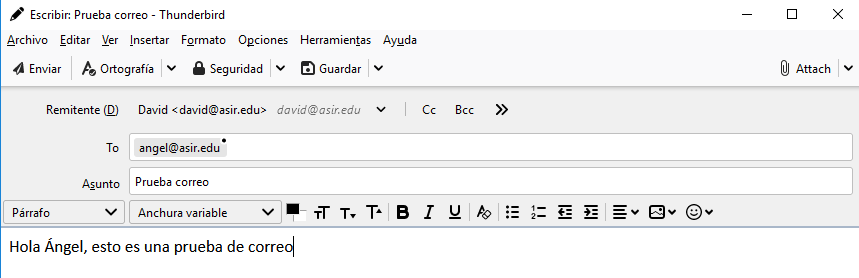 Escribir: Prueba correo - Thunderbird
Archivo Editar Ver Insertar Formato Opciones Herramientas Ayuda
Enviar Ortografía Seguridad Guardar Attach
Remitente (D) David <david@asir.edu> david@asir.edu Cc Bcc
To angel@asir.edu
Asunto Prueba correo
Párrafo Anchura variable
Hola Ángel, esto es una prueba de correo